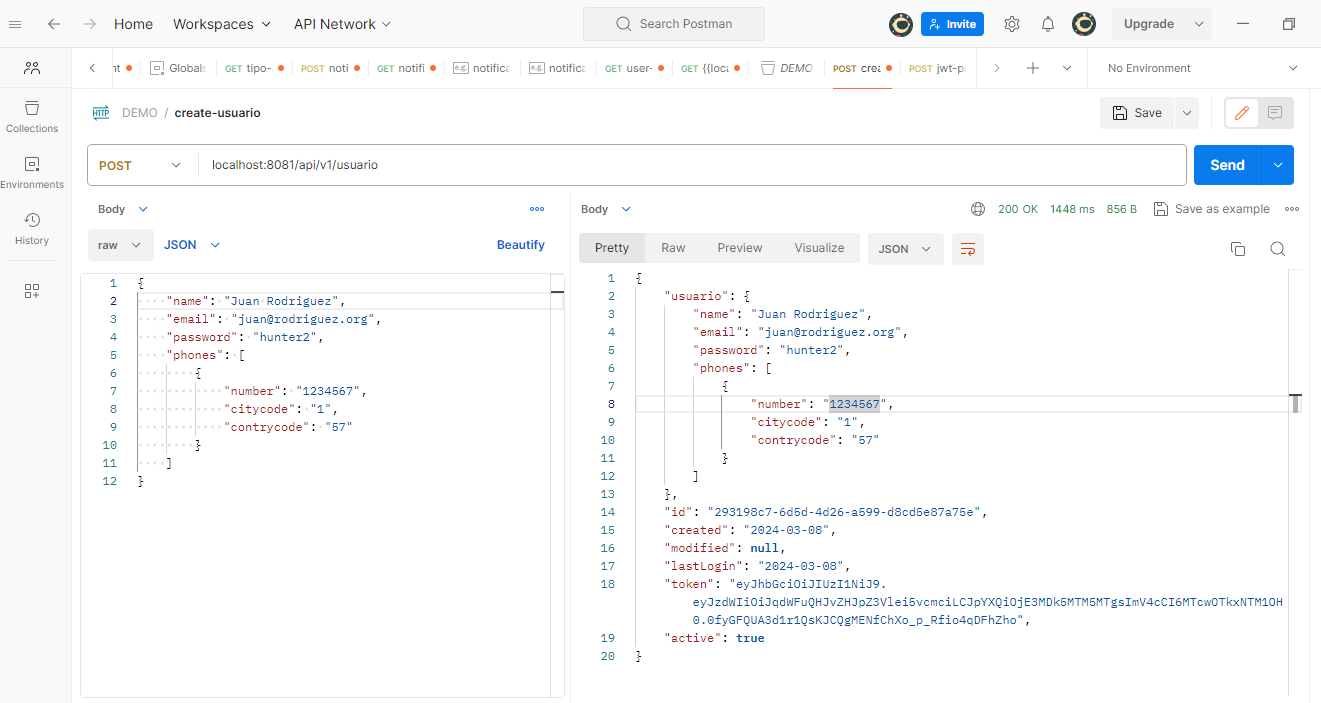 Home Workspaces API Network Search Postman Invite Upgrade
nt Globals GET tipo- POST noti GET notifi notifica notifica GET user- GET {{loca DEMO POST crea POST jwt-p No Environment
HTTP DEMO / create-usuario Save
Collections
Environments
History
POST localhost:8081/api/v1/usuario Send
Body
raw JSON Beautify
1 {
2 "name": "Juan Rodriguez",
3 "email": "juan@rodriguez.org",
4 "password": "hunter2",
5 "phones": [
6 {
7 "number": "1234567",
8 "citycode": "1",
9 "contrycode": "57"
10 }
11 ]
12 }
Body 200 OK 1448 ms 856 B Save as example
Pretty Raw Preview Visualize JSON
1 {
2 "usuario": {
3 "name": "Juan Rodriguez",
4 "email": "juan@rodriguez.org",
5 "password": "hunter2",
6 "phones": [
7 {
8 "number": "1234567",
9 "citycode": "1",
10 "contrycode": "57"
11 }
12 ]
13 },
14 "id": "293198c7-6d5d-4d26-a599-d8cd5e87a75e",
15 "created": "2024-03-08",
16 "modified": null,
17 "lastLogin": "2024-03-08",
18 "token": "eyJhbGciOiJIUzI1NiJ9.
eyJzdWIiOiJqdWFuQHJvZHJpZ3Vlei5vcmciLCJpYXQiOjE3MDk5MTM5MTgsImV4cCI6MTcwOTkxNTM1OH
0.0fyGFQUA3d1r1QsKJCQgMENfChXo_p_Rfio4qDFhZho",
19 "active": true
20 }